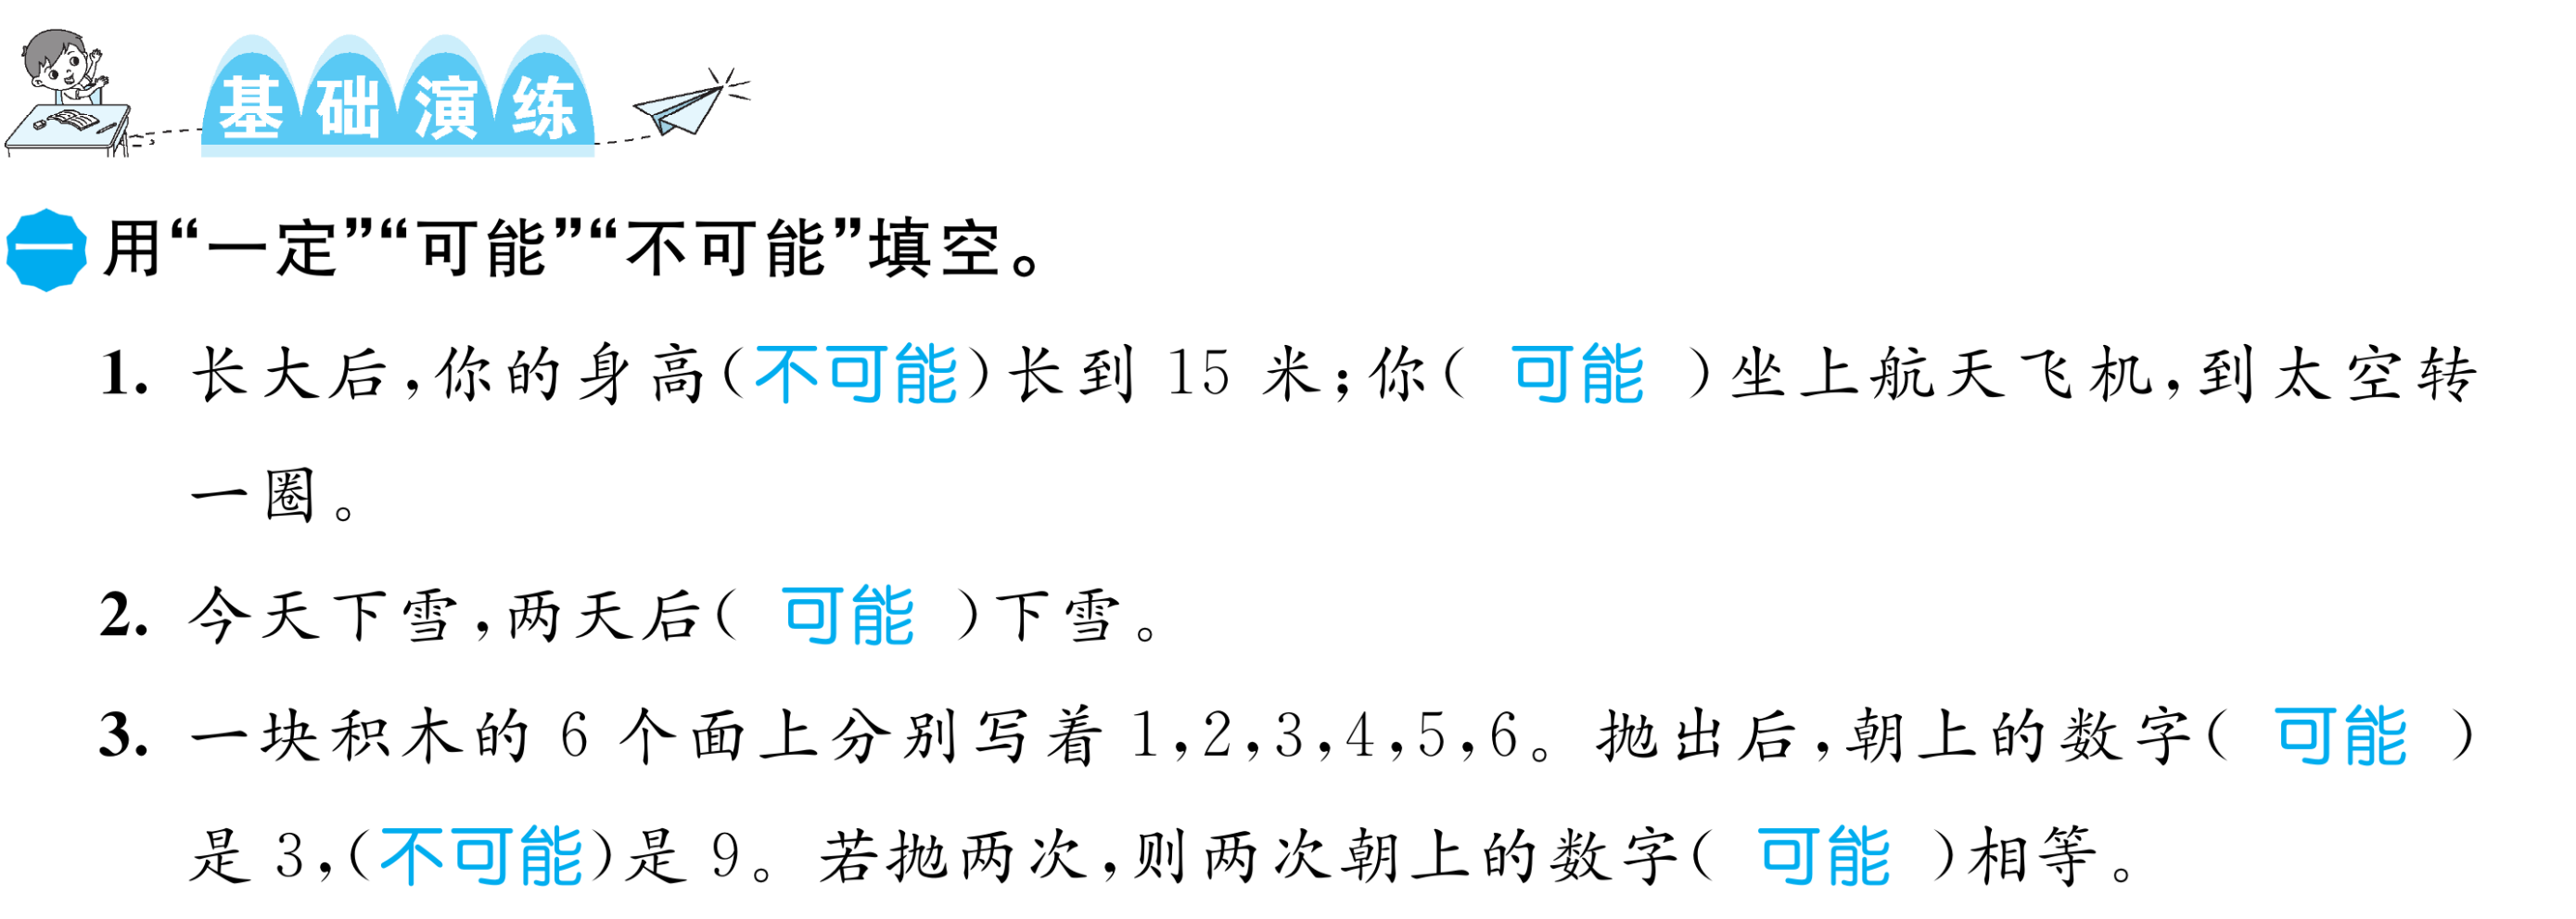 基础演练
一 用“一定”“可能”“不可能”填空。
1. 长大后，你的身高（不可能）长到 15 米；你（ 可能 ）坐上航天飞机，到太空转
一圈。
2. 今天下雪，两天后（ 可能 ）下雪。
3. 一块积木的 6 个面上分别写着 1，2，3，4，5，6。抛出后，朝上的数字（ 可能 ）
是 3，（不可能）是 9。若抛两次，则两次朝上的数字（ 可能 ）相等。